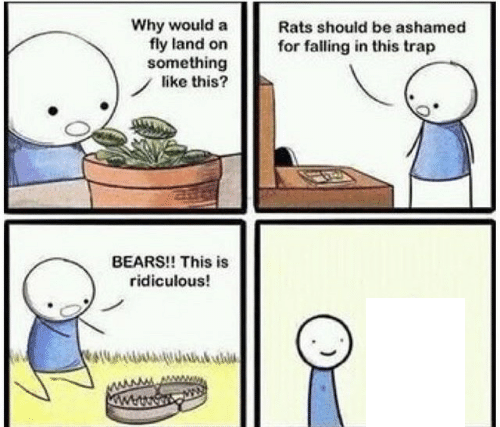 Why would a
fly land on
something
like this?
Rats should be ashamed
for falling in this trap
BEARS!! This is
ridiculous!